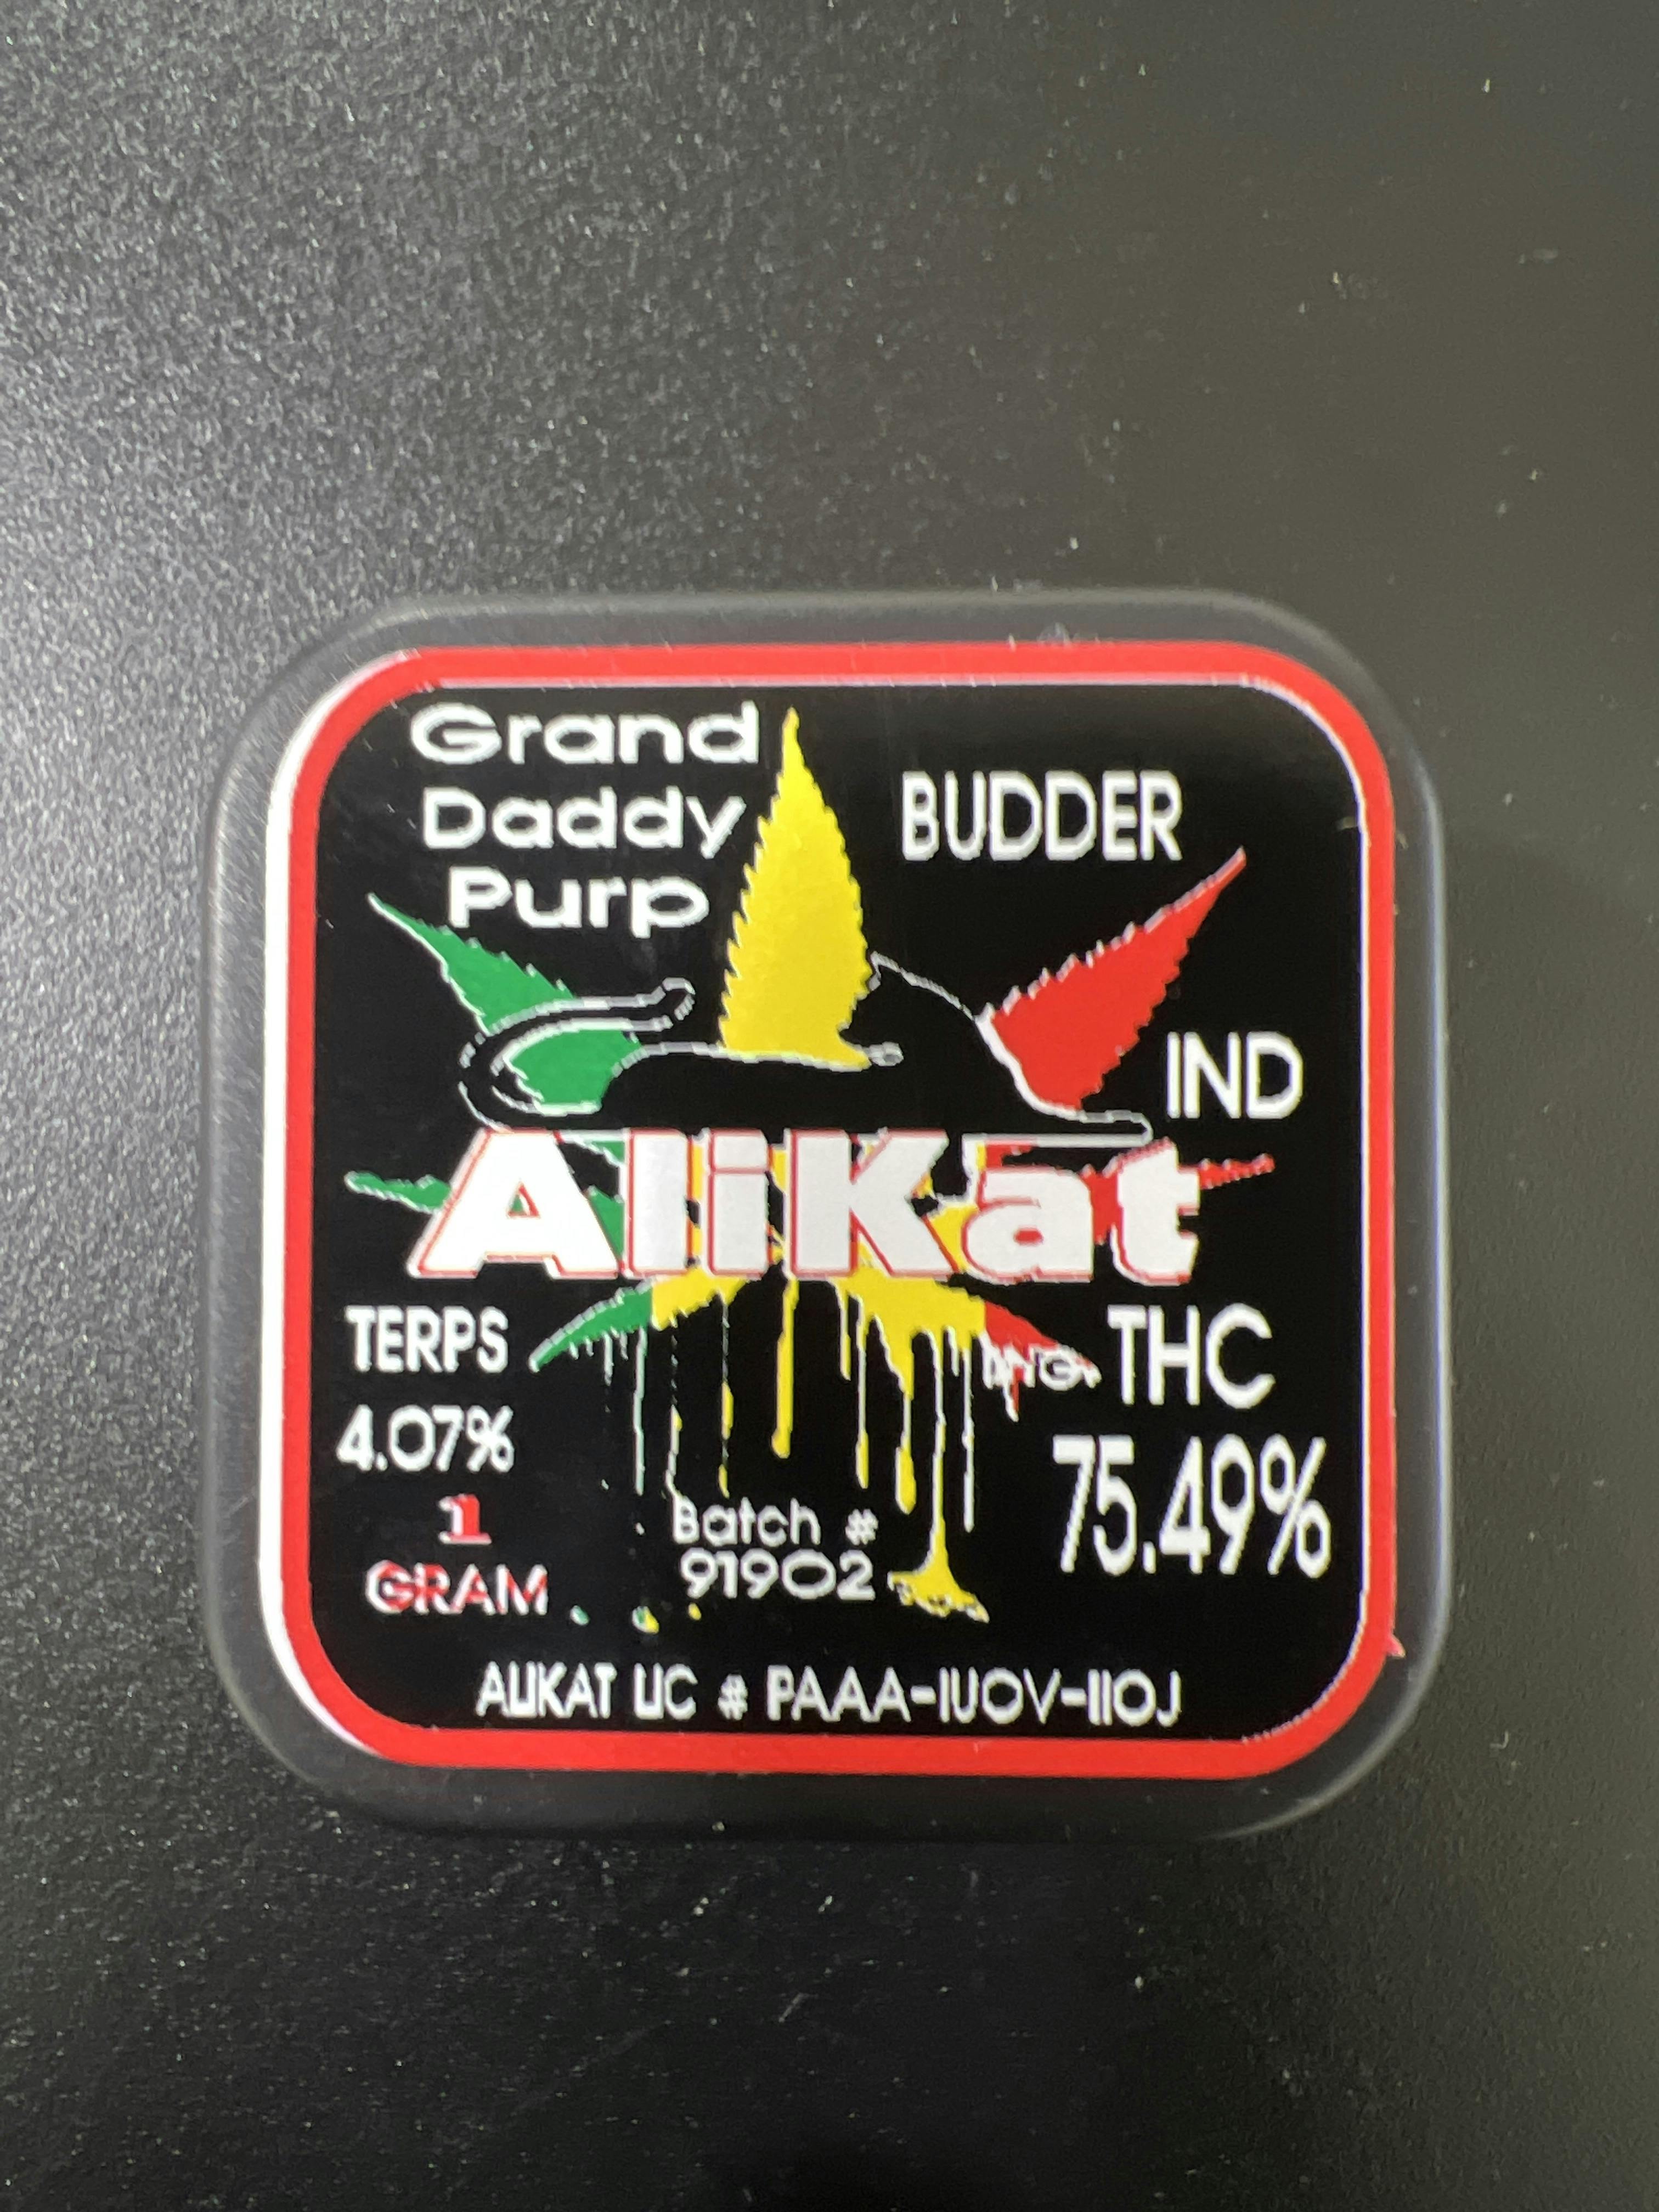 Grand
Daddy
Purp
BUDDER
IND
AliKat
TERPS
4.07%
1
GRAM
Batch #
91902
THC
75.49%
ALIKAT LIC # PAAA-IUOV-IIOJ